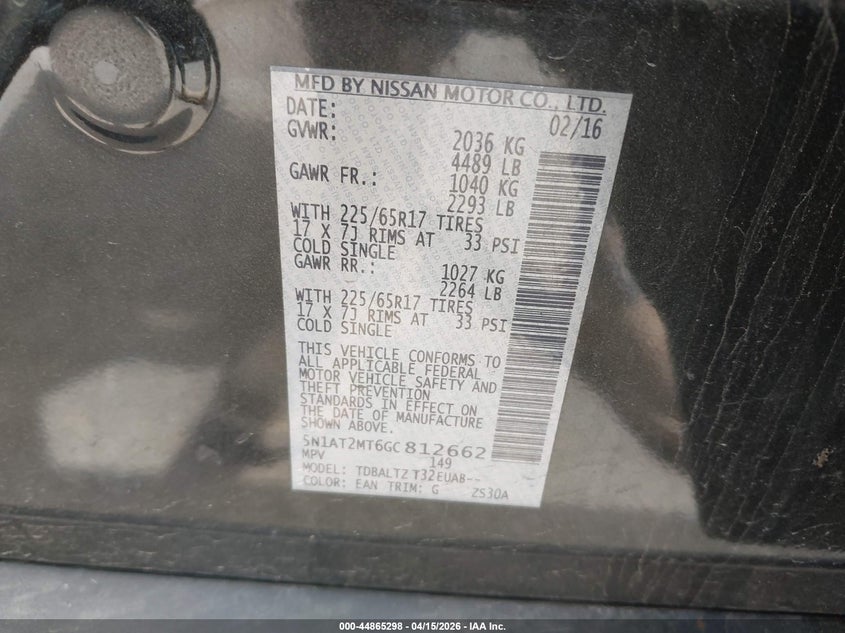 MFD BY NISSAN MOTOR CO., LTD.
DATE: 02/16
GVWR: 2036 KG
4489 LB
GAWR FR.: 1040 KG
2293 LB
WITH 225/65R17 TIRES
17 X 7J RIMS AT 33 PSI
COLD SINGLE
GAWR RR.: 1027 KG
2264 LB
WITH 225/65R17 TIRES
17 X 7J RIMS AT 33 PSI
COLD SINGLE
THIS VEHICLE CONFORMS TO
ALL APPLICABLE FEDERAL
MOTOR VEHICLE SAFETY AND
THEFT PREVENTION
STANDARDS IN EFFECT ON
THE DATE OF MANUFACTURE
SHOWN ABOVE.
5N1AT2MT6GC812662
MPV 149
MODEL: TDBALTZ T32EUAB--
COLOR: EAN TRIM: G ZS30A
000-44865298 - 04/15/2026 - IAA Inc.